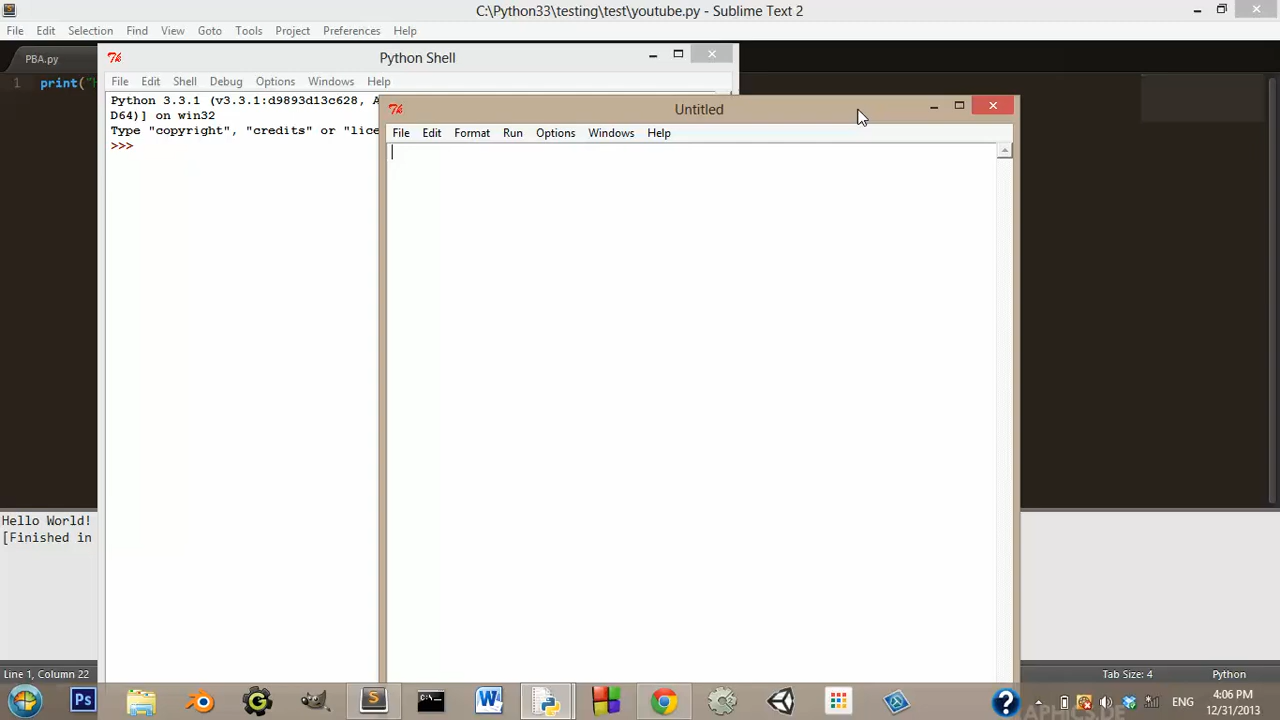 C:\Python33\testing\test\youtube.py - Sublime Text 2
File Edit Selection Find View Goto Tools Project Preferences Help
PBA.py
1 print("
Python Shell
File Edit Shell Debug Options Windows Help
Python 3.3.1 (v3.3.1:d9893d13c628, A
D64)] on win32
Type "copyright", "credits" or "lice
>>>
Untitled
File Edit Format Run Options Windows Help
Hello World!
[Finished in
Line 1, Column 22
Tab Size: 4 Python
Ps
ENG
4:06 PM
12/31/2013